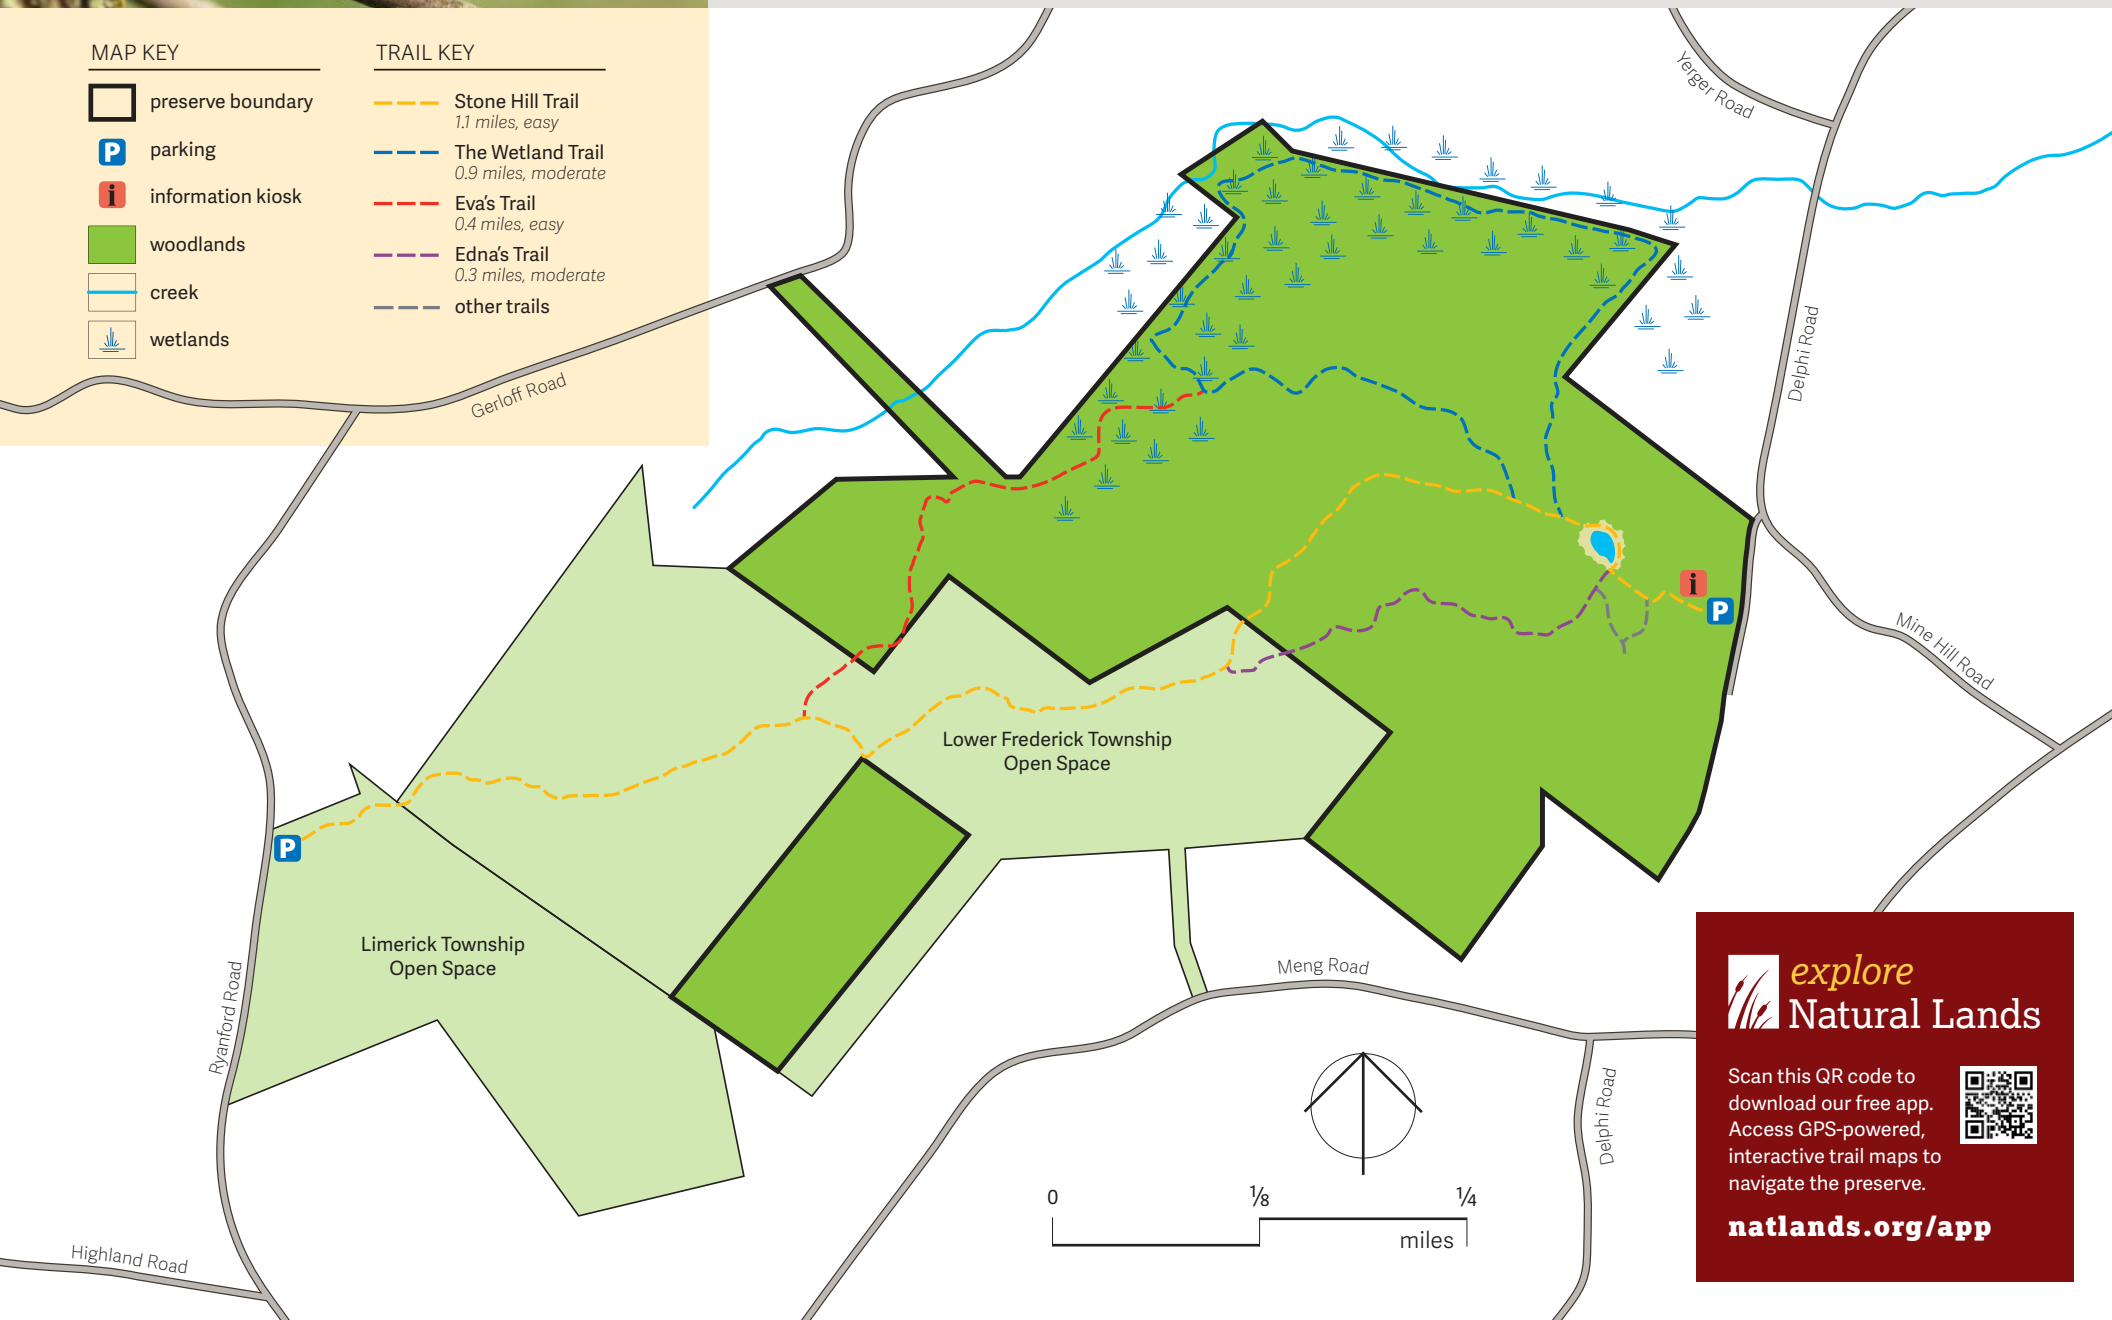 MAP KEY
preserve boundary
P
parking
i
information kiosk
woodlands
creek
wetlands
TRAIL KEY
Stone Hill Trail
1.1 miles, easy
The Wetland Trail
0.9 miles, moderate
Eva's Trail
0.4 miles, easy
Edna's Trail
0.3 miles, moderate
other trails
Gerloff Road
Yerger Road
Delphi Road
i
P
Mine Hill Road
Lower Frederick Township
Open Space
P
Limerick Township
Open Space
Ryanford Road
Highland Road
Meng Road
Delphi Road
0
⅛
¼
miles
explore
Natural Lands
Scan this QR code to
download our free app.
Access GPS-powered,
interactive trail maps to
navigate the preserve.
natlands.org/app